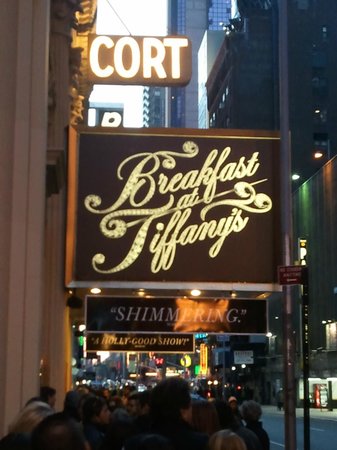 CORT
Breakfast
at
Tiffany's
"SHIMMERING."
"A HOLLY-GOOD SHOW!"